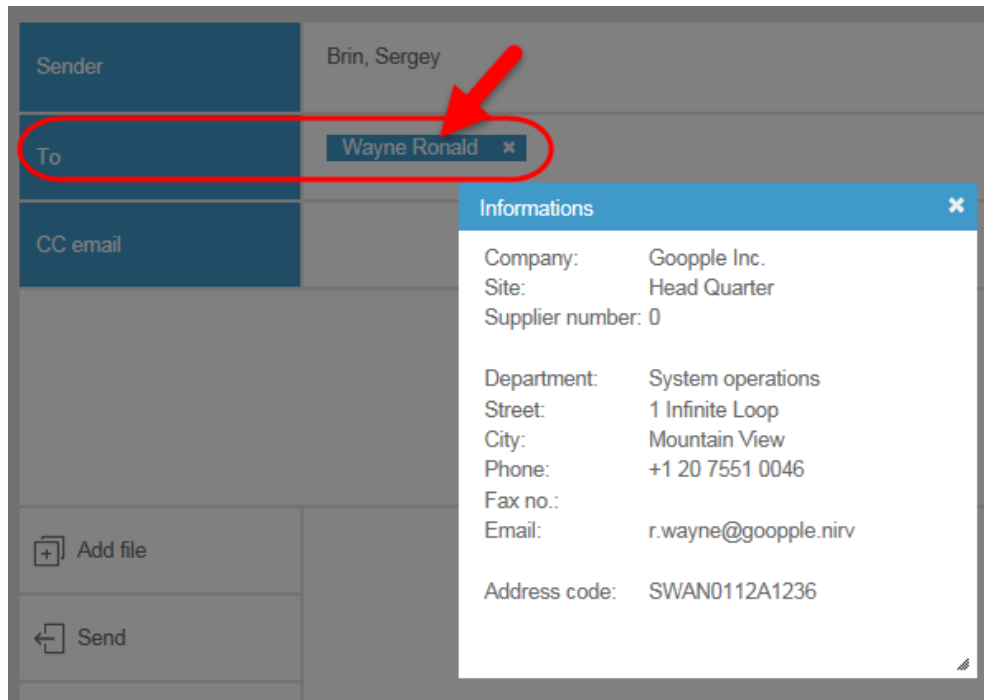 Sender Brin, Sergey
To Wayne Ronald ×
CC email
Informations ×
Company: Goopple Inc.
Site: Head Quarter
Supplier number: 0
Department: System operations
Street: 1 Infinite Loop
City: Mountain View
Phone: +1 20 7551 0046
Fax no.:
Email: r.wayne@goopple.nirv
Address code: SWAN0112A1236
Add file
Send